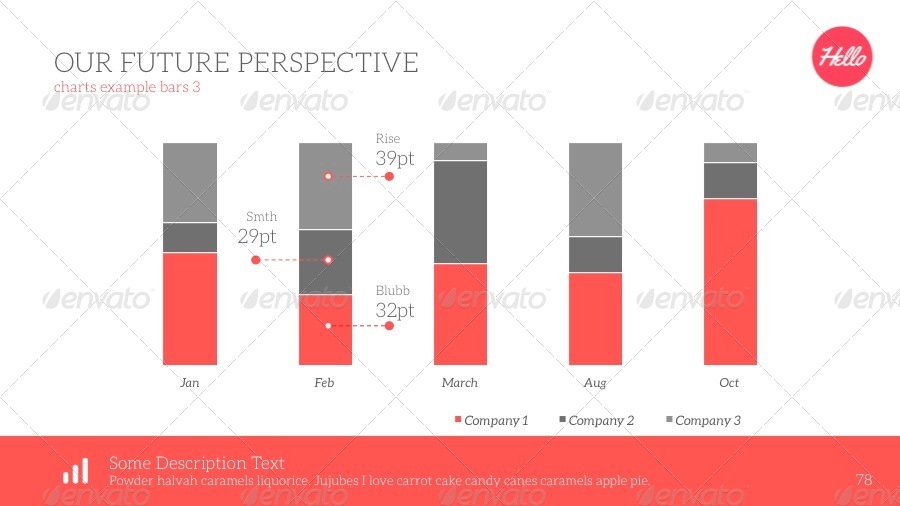 OUR FUTURE PERSPECTIVE
charts example bars 3
Hello
Rise
39pt
Smth
29pt
Blubb
32pt
Jan
Feb
March
Aug
Oct
Company 1
Company 2
Company 3
Some Description Text
Powder halvah caramels liquorice. Jujubes I love carrot cake candy canes caramels apple pie.
78
envato